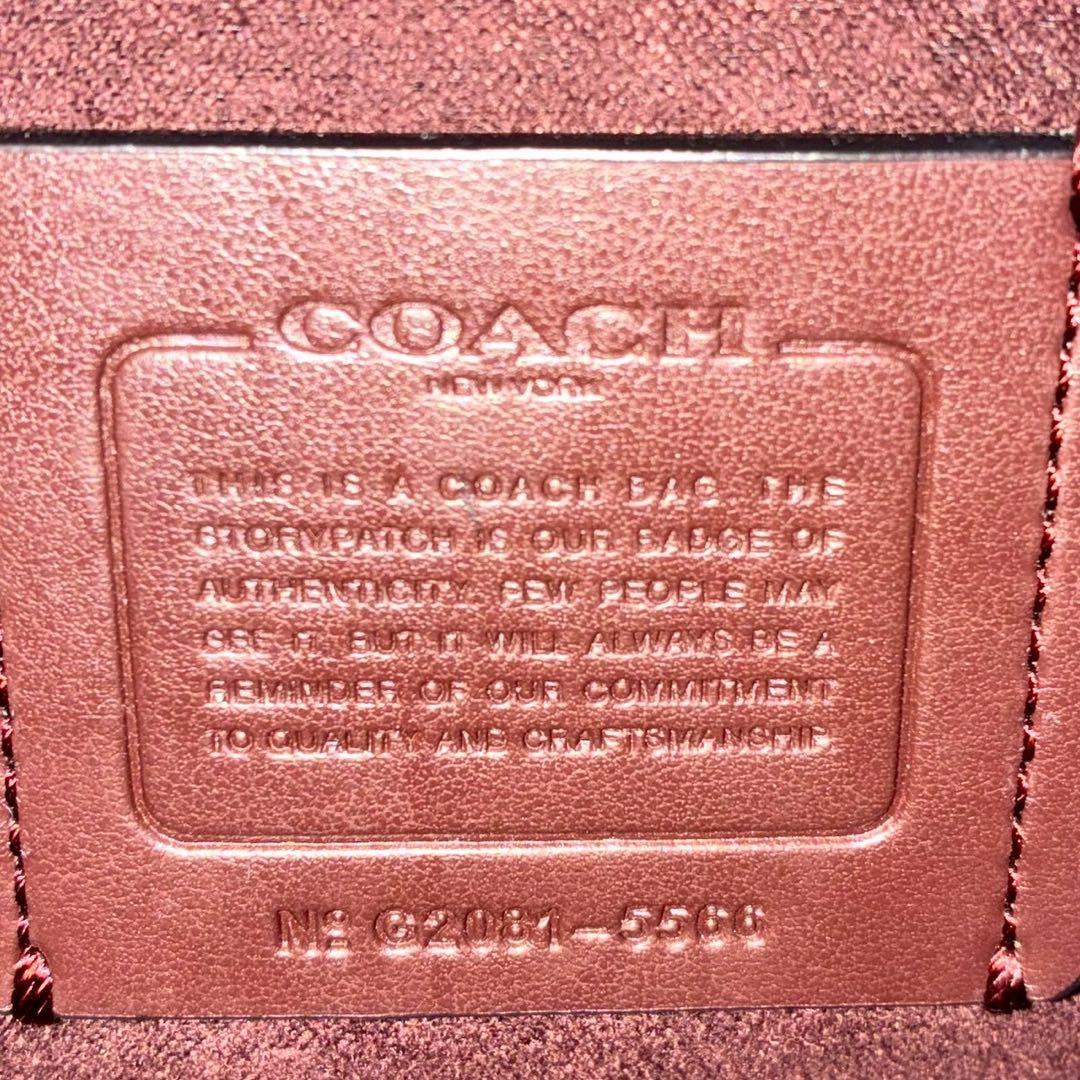 COACH
NEW YORK
THIS IS A COACH BAG. THE
STORYPATCH IS OUR BADGE OF
AUTHENTICITY. FEW PEOPLE MAY
SEE IT, BUT IT WILL ALWAYS BE A
REMINDER OF OUR COMMITMENT
TO QUALITY AND CRAFTSMANSHIP.
Nº G2081-5566